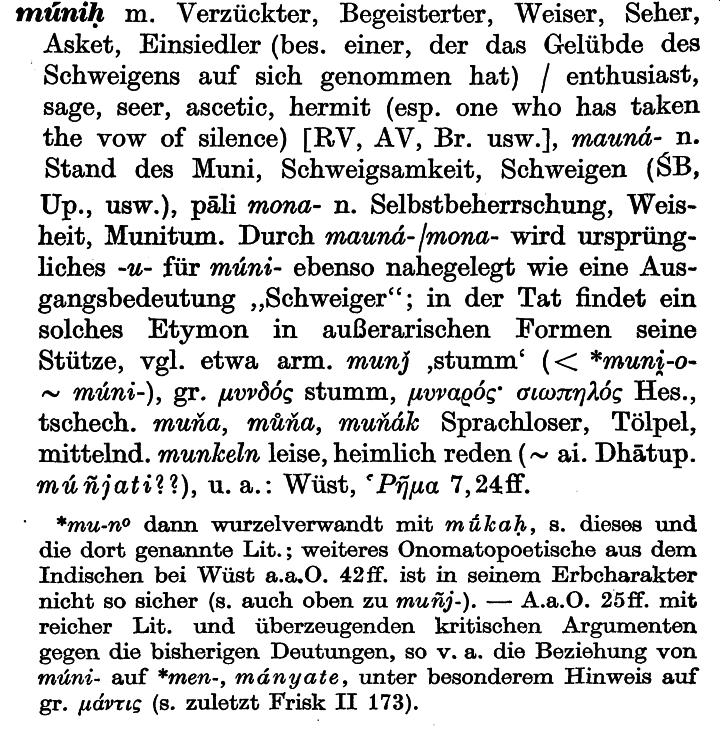 múniḥ m. Verzückter, Begeisterter, Weiser, Seher,
Asket, Einsiedler (bes. einer, der das Gelübde des
Schweigens auf sich genommen hat) / enthusiast,
sage, seer, ascetic, hermit (esp. one who has taken
the vow of silence) [RV, AV, Br. usw.], mauná- n.
Stand des Muni, Schweigsamkeit, Schweigen (ŚB,
Up., usw.), pāli mona- n. Selbstbeherrschung, Weis-
heit, Munitum. Durch mauná-/mona- wird ursprüng-
liches -u- für múni- ebenso nahegelegt wie eine Aus-
gangsbedeutung „Schweiger“; in der Tat findet ein
solches Etymon in außerarischen Formen seine
Stütze, vgl. etwa arm. munǰ ‚stumm‘ (< *muni̯-o-
~ múni-), gr. μυνδός stumm, μυναρός· σιωπηλός Hes.,
tschech. muňa, můňa, muňák Sprachloser, Tölpel,
mittelnd. munkeln leise, heimlich reden (~ ai. Dhātup.
múñjati??), u. a.: Wüst, ῾Ρῆμα 7,24ff.
*mu-nº dann wurzelverwandt mit mū́kaḥ, s. dieses und
die dort genannte Lit.; weiteres Onomatopoetische aus dem
Indischen bei Wüst a.a.O. 42ff. ist in seinem Erbcharakter
nicht so sicher (s. auch oben zu muñj-). — A.a.O. 25ff. mit
reicher Lit. und überzeugenden kritischen Argumenten
gegen die bisherigen Deutungen, so v. a. die Beziehung von
múni- auf *men-, mányate, unter besonderem Hinweis auf
gr. μάντις (s. zuletzt Frisk II 173).